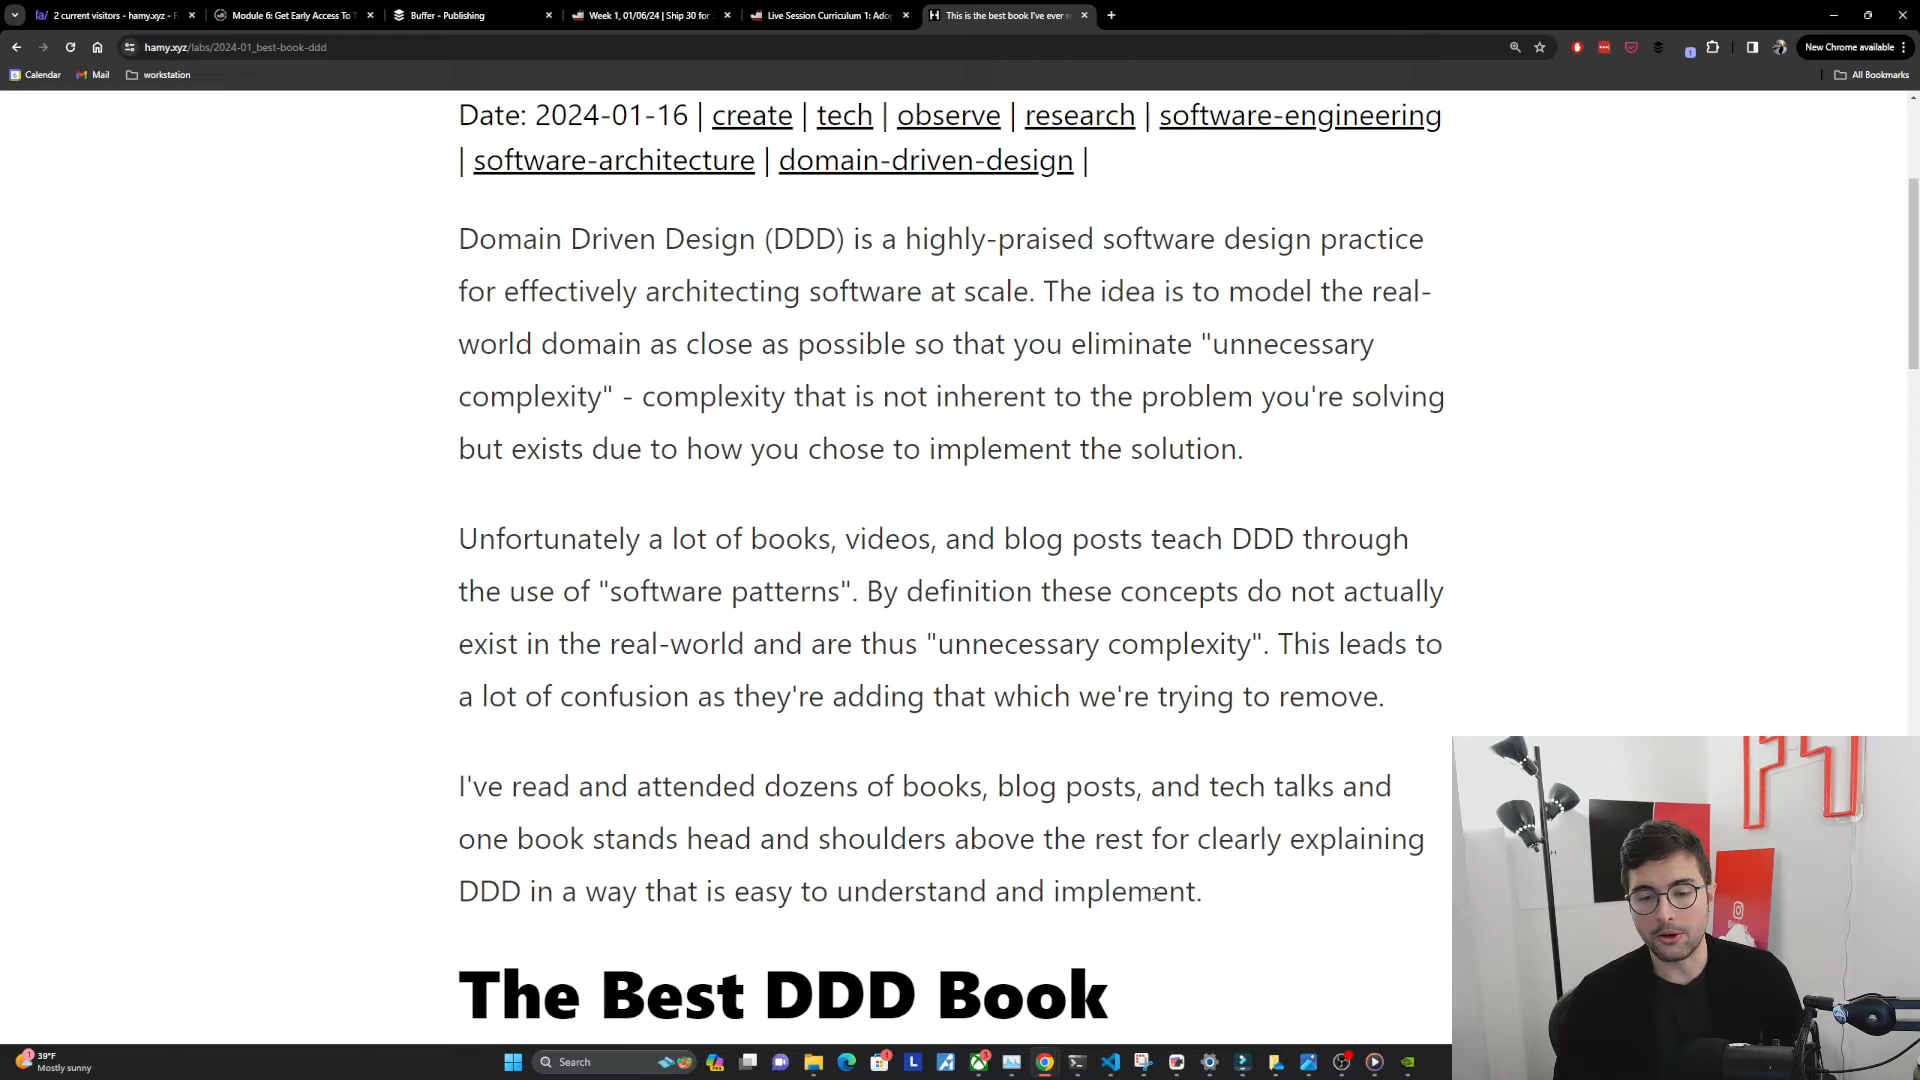 2 current visitors - hamy.xyz - F
Module 6: Get Early Access To T
Buffer - Publishing
Week 1, 01/06/24 | Ship 30 for
Live Session Curriculum 1: Ado
This is the best book I've ever
hamy.xyz/labs/2024-01_best-book-ddd
New Chrome available
Calendar
Mail
workstation
All Bookmarks
Date: 2024-01-16 | create | tech | observe | research | software-engineering
| software-architecture | domain-driven-design |
Domain Driven Design (DDD) is a highly-praised software design practice
for effectively architecting software at scale. The idea is to model the real-
world domain as close as possible so that you eliminate "unnecessary
complexity" - complexity that is not inherent to the problem you're solving
but exists due to how you chose to implement the solution.
Unfortunately a lot of books, videos, and blog posts teach DDD through
the use of "software patterns". By definition these concepts do not actually
exist in the real-world and are thus "unnecessary complexity". This leads to
a lot of confusion as they're adding that which we're trying to remove.
I've read and attended dozens of books, blog posts, and tech talks and
one book stands head and shoulders above the rest for clearly explaining
DDD in a way that is easy to understand and implement.
The Best DDD Book
39°F
Mostly sunny
Search